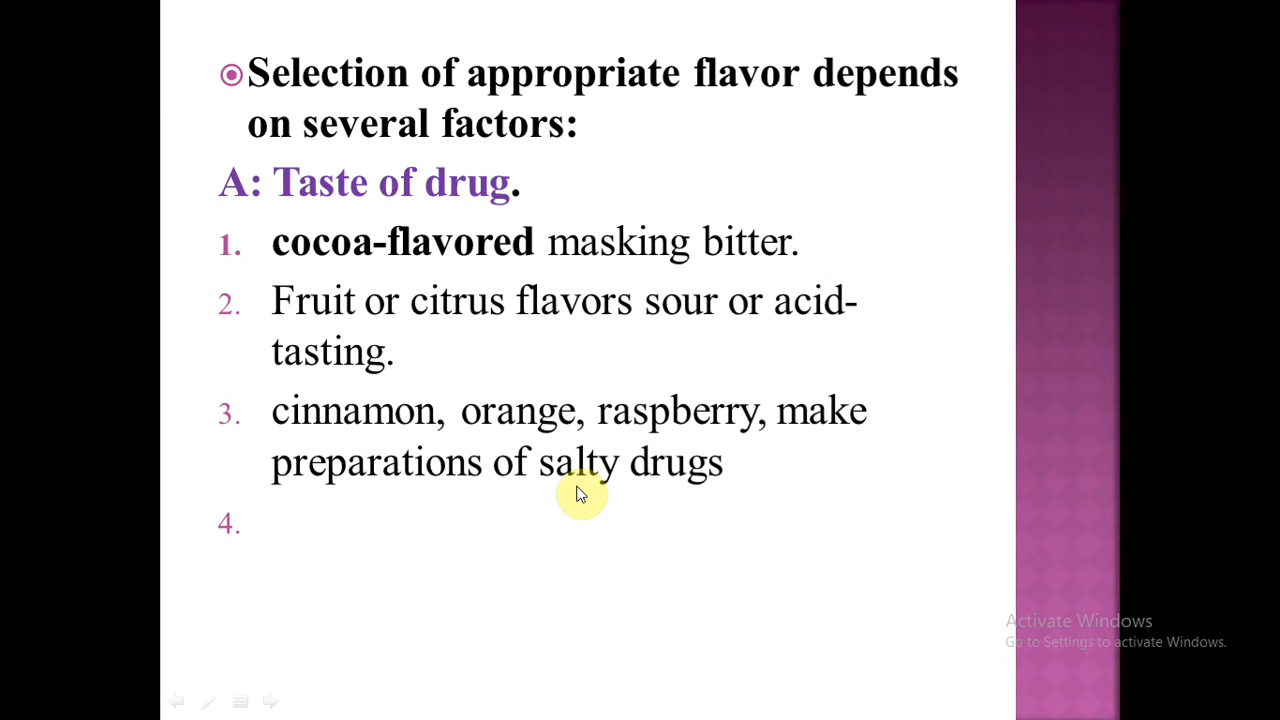 Selection of appropriate flavor depends
on several factors:
A: Taste of drug.
1. cocoa-flavored masking bitter.
2. Fruit or citrus flavors sour or acid-
tasting.
3. cinnamon, orange, raspberry, make
preparations of salty drugs
4.
Activate Windows
Go to Settings to activate Windows.